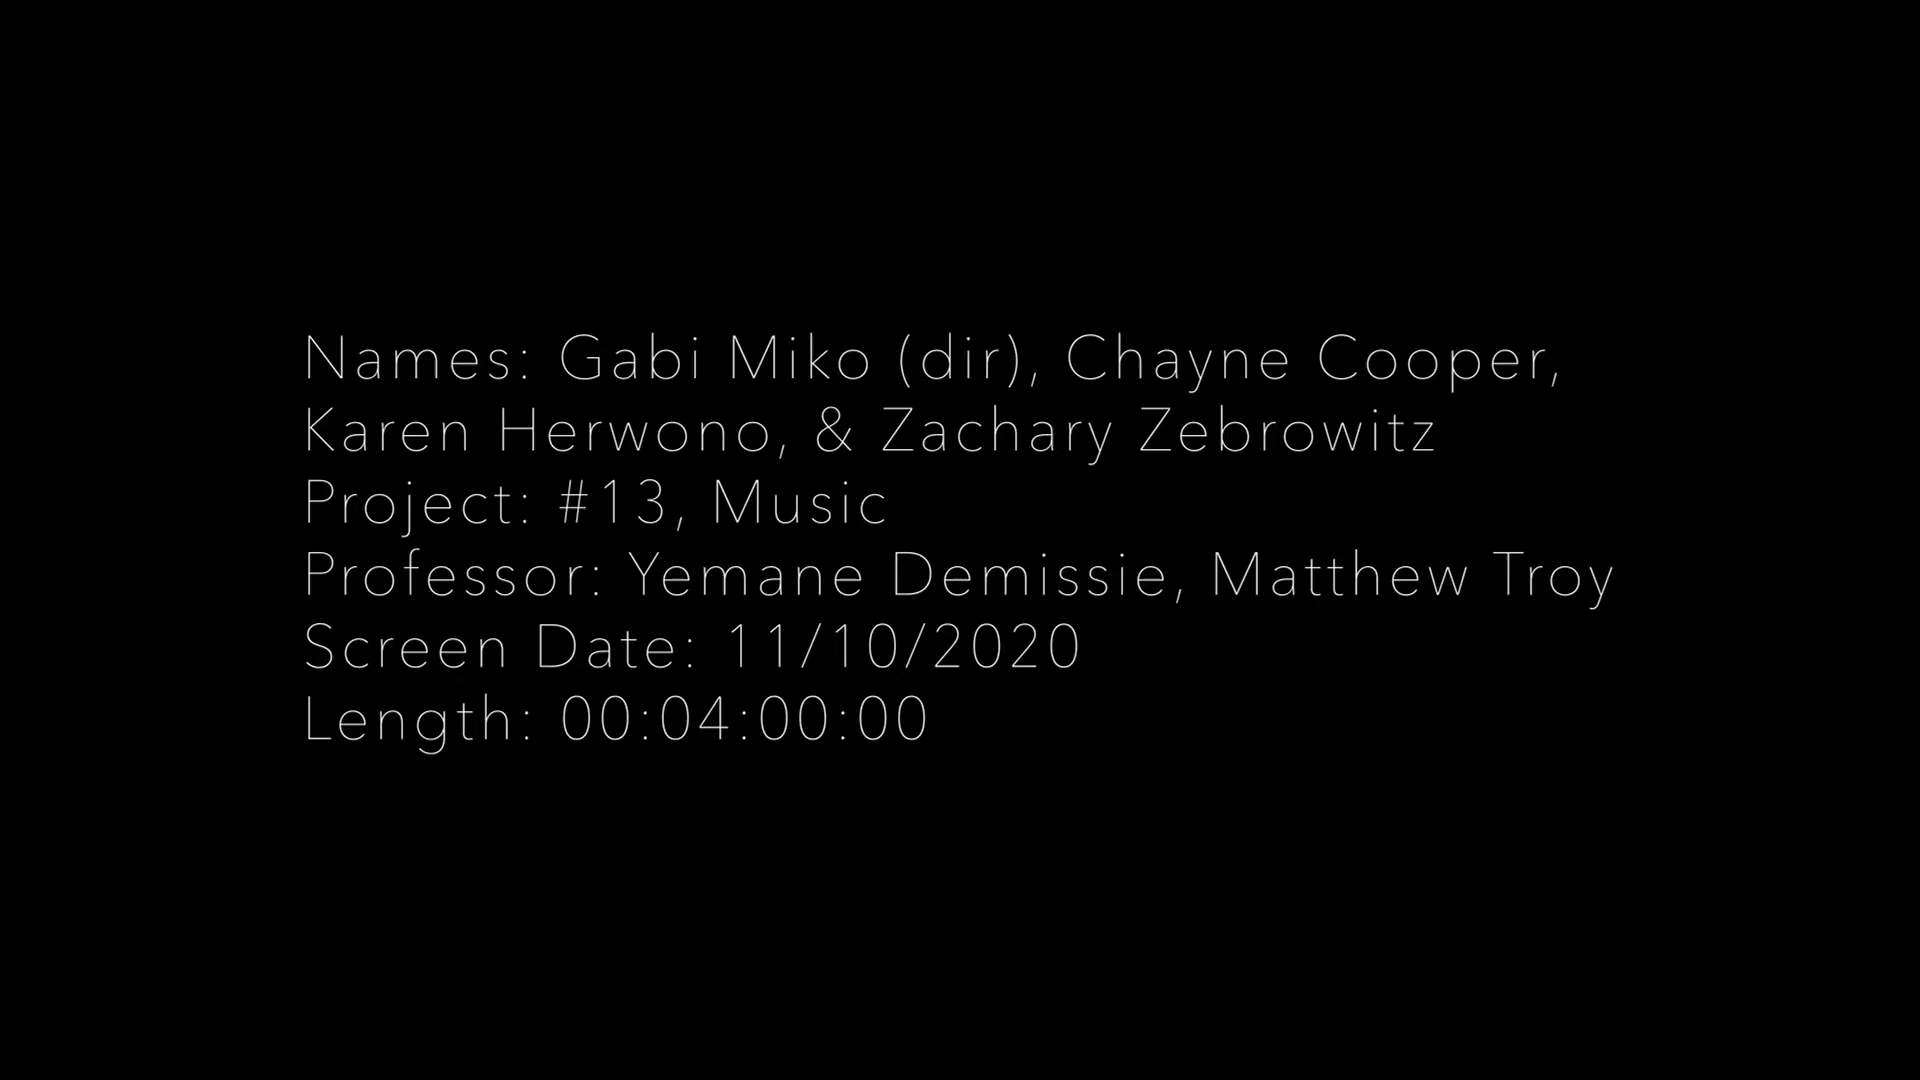 Names: Gabi Miko (dir), Chayne Cooper,
Karen Herwono, & Zachary Zebrowitz
Project: #13, Music
Professor: Yemane Demissie, Matthew Troy
Screen Date: 11/10/2020
Length: 00:04:00:00